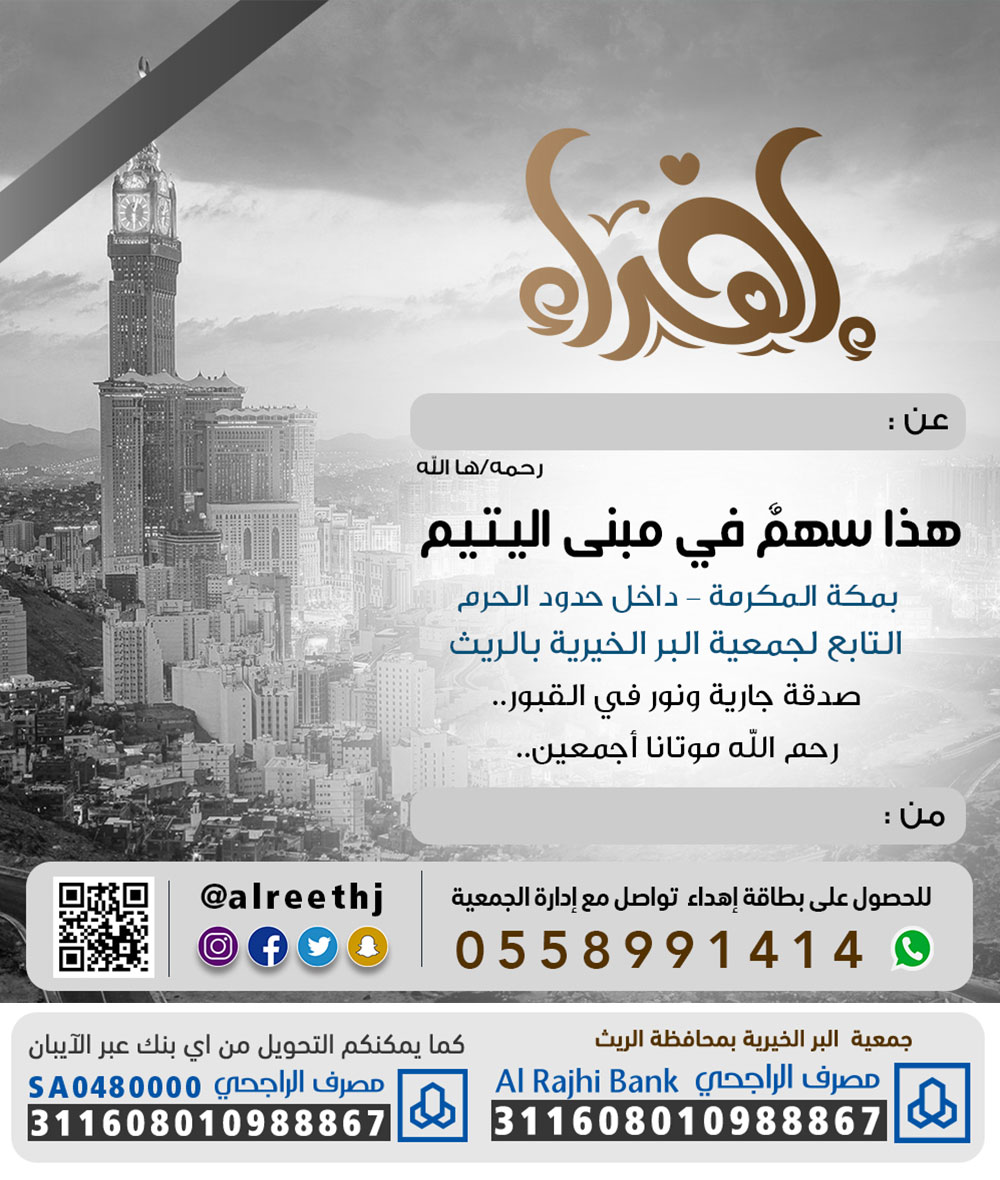 إهداء
عن :
رحمه/ها الله
هذا سهمٌ في مبنى اليتيم
بمكة المكرمة – داخل حدود الحرم
التابع لجمعية البر الخيرية بالريث
صدقة جارية ونور في القبور..
رحم الله موتانا أجمعين..
من :
للحصول على بطاقة إهداء تواصل مع إدارة الجمعية
0558991414
@alreethj
جمعية البر الخيرية بمحافظة الريث
مصرف الراجحي Al Rajhi Bank
311608010988867
كما يمكنكم التحويل من اي بنك عبر الآيبان
مصرف الراجحي SA0480000
311608010988867